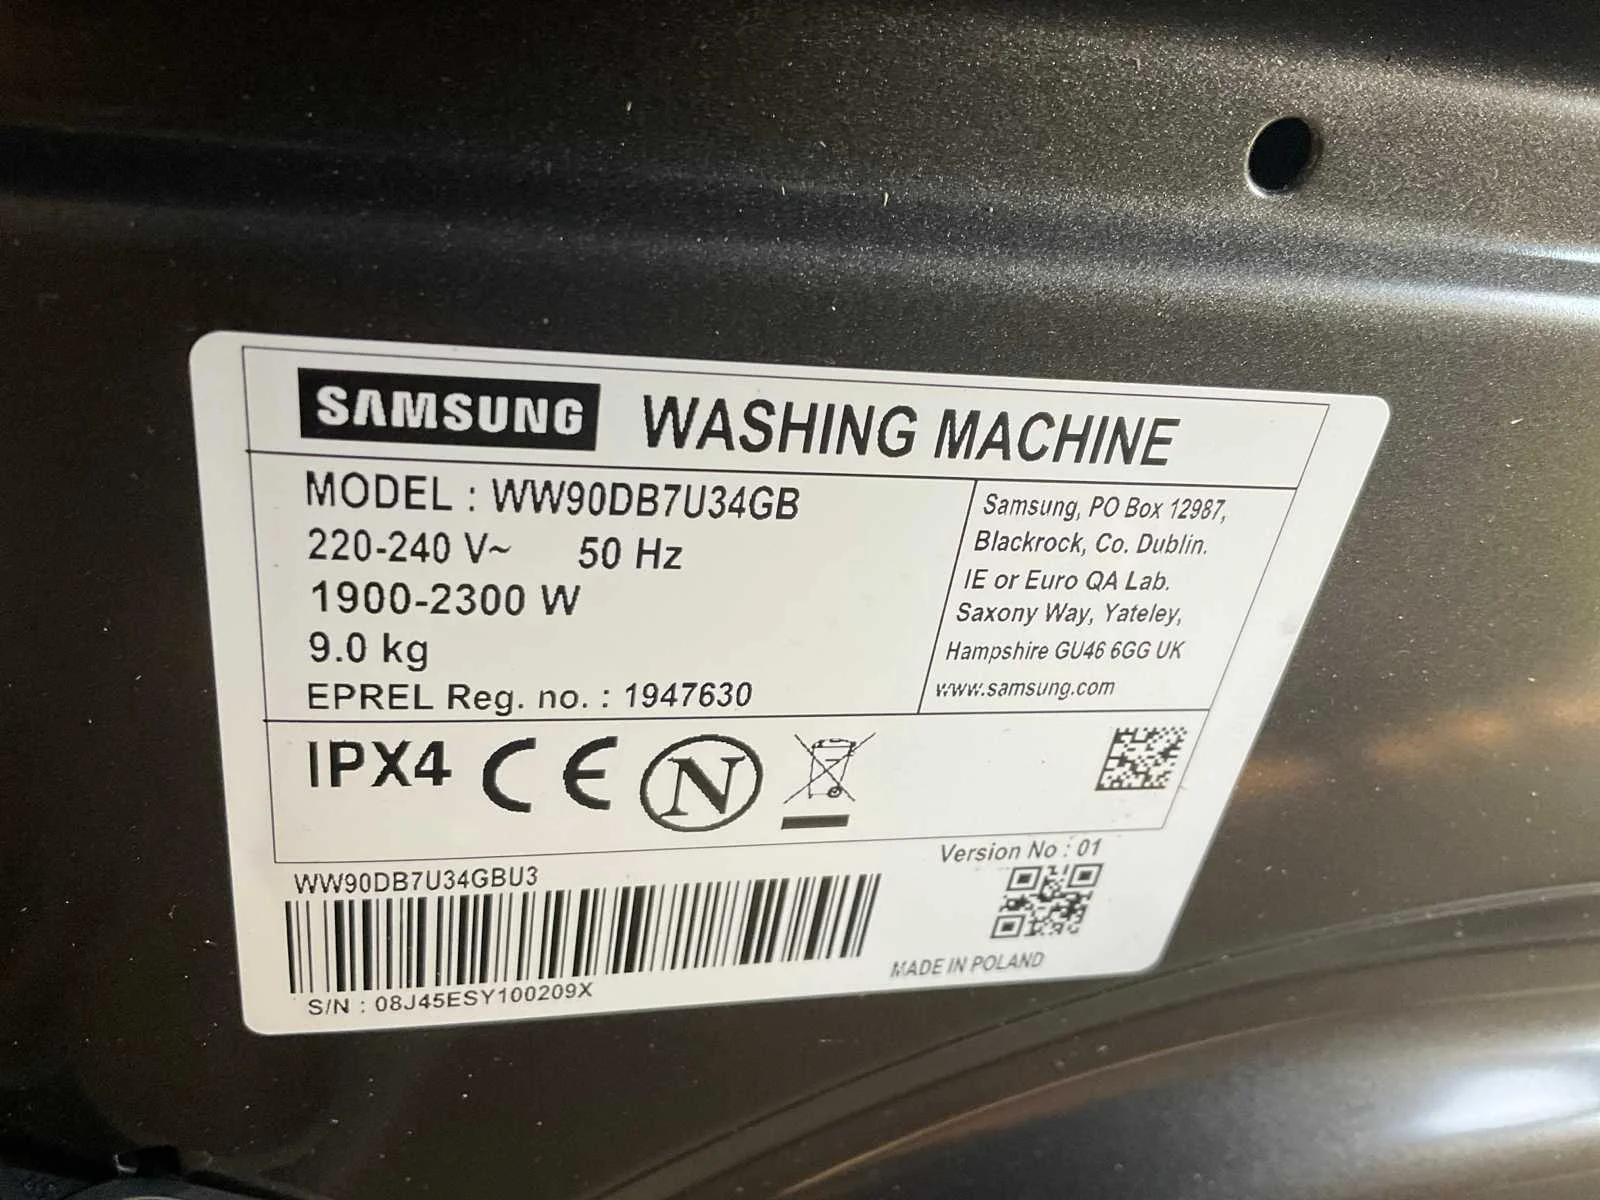 SAMSUNG WASHING MACHINE
MODEL : WW90DB7U34GB
220-240 V~ 50 Hz
1900-2300 W
9.0 kg
EPREL Reg. no. : 1947630
Samsung, PO Box 12987,
Blackrock, Co. Dublin.
IE or Euro QA Lab.
Saxony Way, Yateley,
Hampshire GU46 6GG UK
www.samsung.com
IPX4 CE N
Version No : 01
WW90DB7U34GBU3
S/N : 08J45ESY100209X
MADE IN POLAND